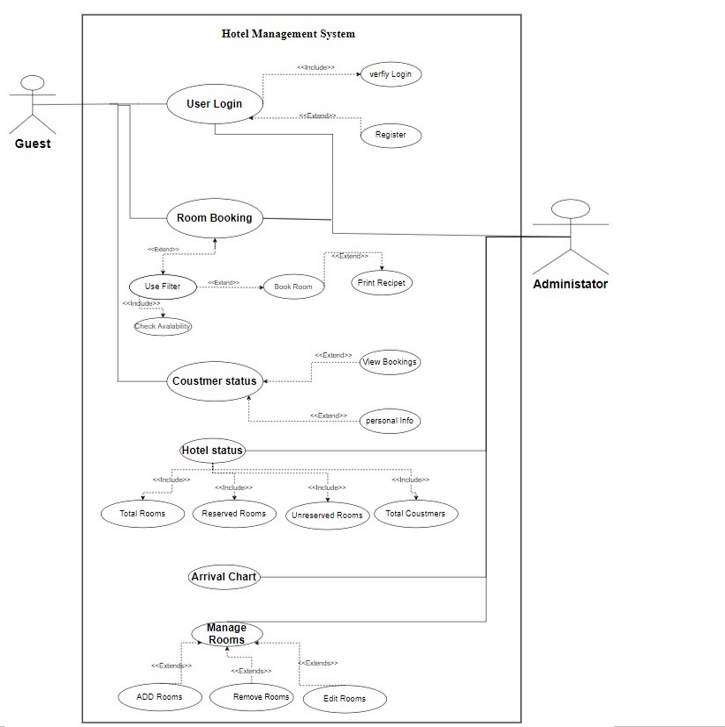 Hotel Management System
<<Include>>
verfiy Login
User Login
<<Extend>>
Register
Guest
Room Booking
<<Extend>>
Use Filter
<<Extend>>
Book Room
<<Extend>>
Print Recipet
Administator
<<Include>>
Check Avalability
<<Extend>>
View Bookings
Coustmer status
<<Extend>>
personal Info
Hotel status
<<Include>>
<<Include>>
<<Include>>
<<Include>>
Total Rooms
Reserved Rooms
Unreserved Rooms
Total Coustmers
Arrival Chart
Manage
Rooms
<<Extends>>
<<Extends>>
<<Extends>>
ADD Rooms
Remove Rooms
Edit Rooms